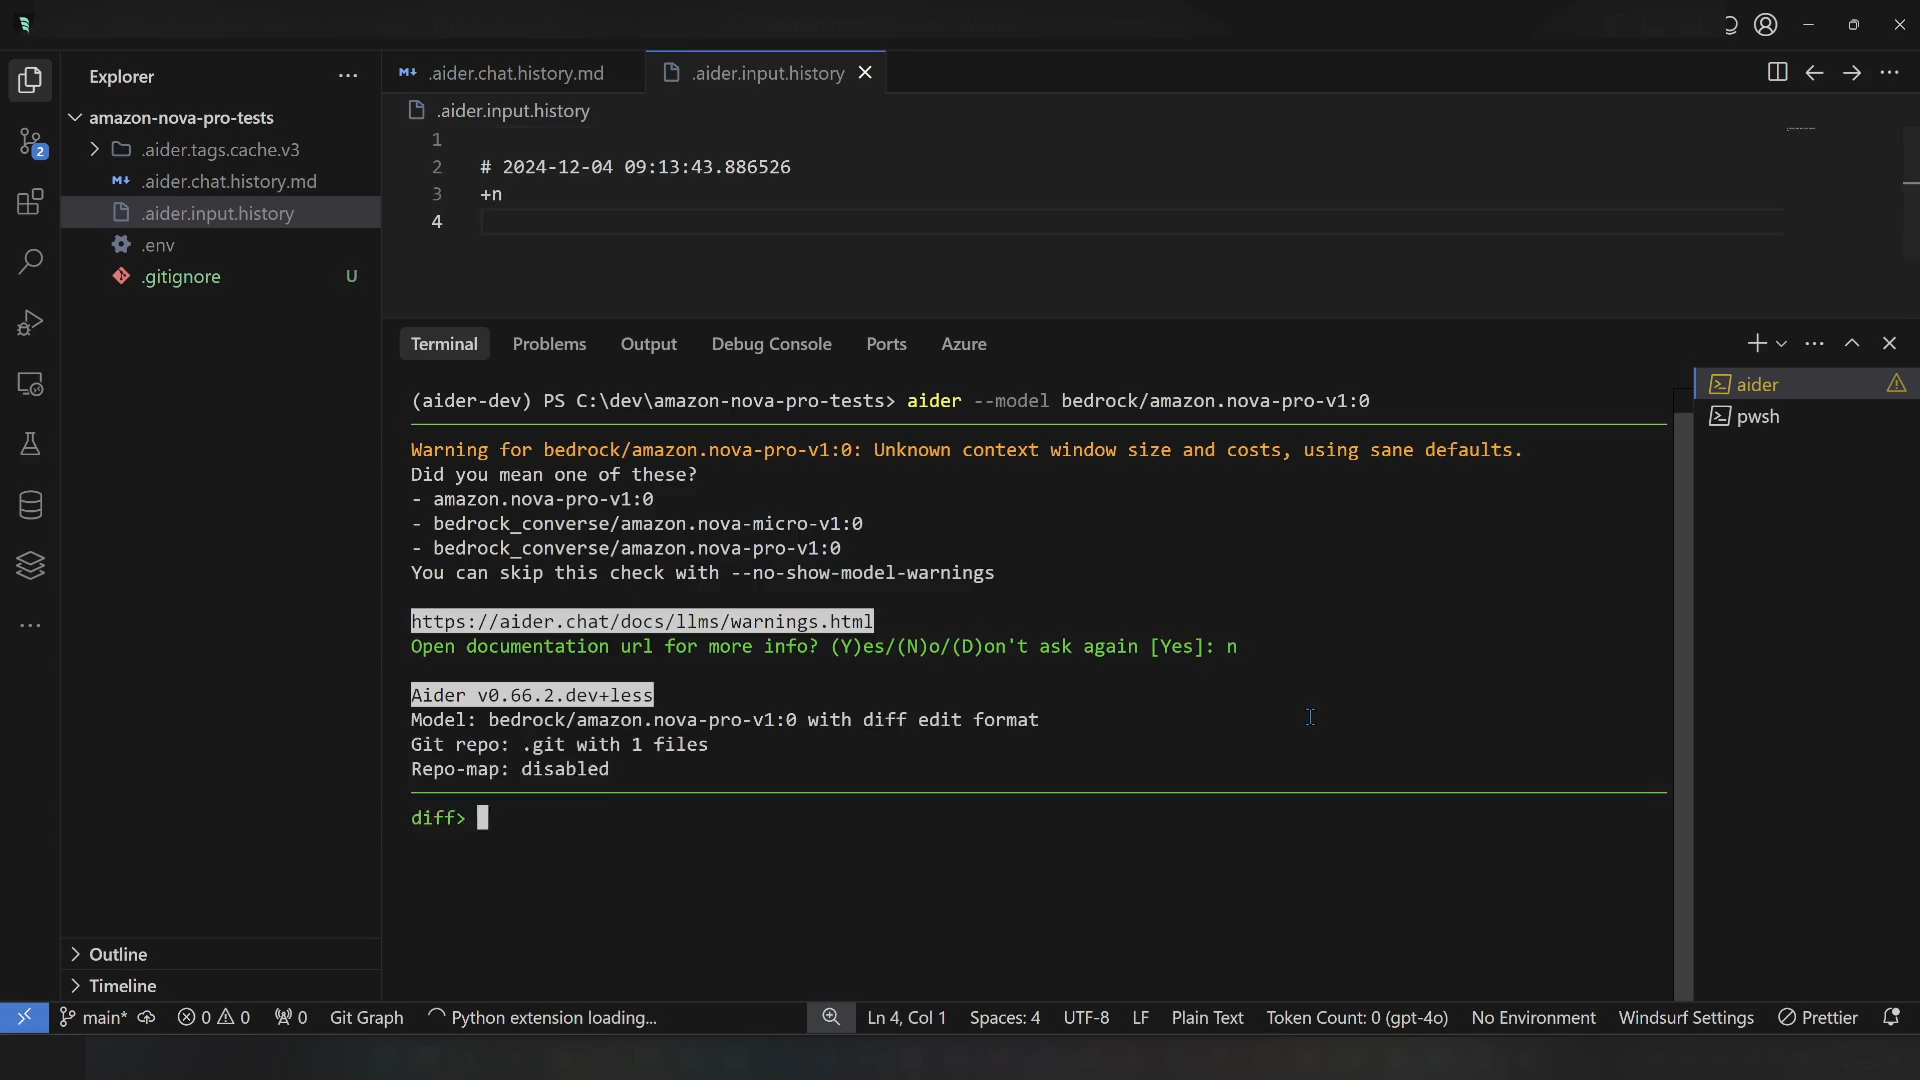 Explorer
.aider.chat.history.md
.aider.input.history
amazon-nova-pro-tests
.aider.tags.cache.v3
.aider.chat.history.md
.aider.input.history
.env
.gitignore U
2
.aider.input.history
1
2 # 2024-12-04 09:13:43.886526
3 +n
4
Terminal Problems Output Debug Console Ports Azure
aider
pwsh
(aider-dev) PS C:\dev\amazon-nova-pro-tests> aider --model bedrock/amazon.nova-pro-v1:0
Warning for bedrock/amazon.nova-pro-v1:0: Unknown context window size and costs, using sane defaults.
Did you mean one of these?
- amazon.nova-pro-v1:0
- bedrock_converse/amazon.nova-micro-v1:0
- bedrock_converse/amazon.nova-pro-v1:0
You can skip this check with --no-show-model-warnings
https://aider.chat/docs/llms/warnings.html
Open documentation url for more info? (Y)es/(N)o/(D)on't ask again [Yes]: n
Aider v0.66.2.dev+less
Model: bedrock/amazon.nova-pro-v1:0 with diff edit format
Git repo: .git with 1 files
Repo-map: disabled
diff>
Outline
Timeline
main* 0 0 0 Git Graph Python extension loading... Ln 4, Col 1 Spaces: 4 UTF-8 LF Plain Text Token Count: 0 (gpt-4o) No Environment Windsurf Settings Prettier